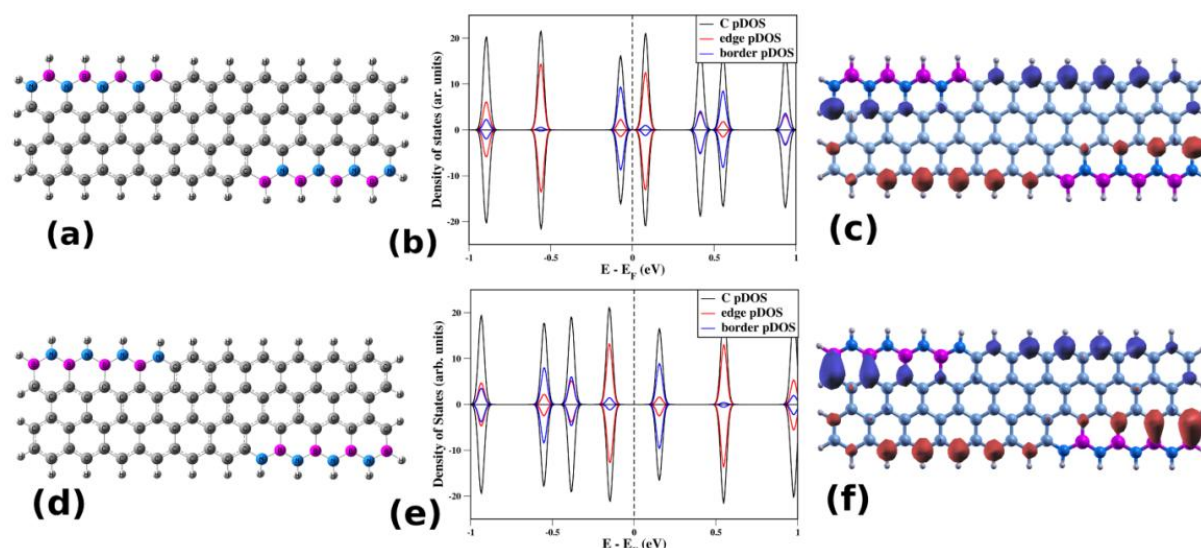 20
10
0
-10
-20
Density of states (ar. units)
C pDOS
edge pDOS
border pDOS
-1 -0.5 0 0.5 1
E - E_F (eV)
(a)
(b)
(c)
20
10
0
-10
-20
Density of States (arb. units)
C pDOS
edge pDOS
border pDOS
-1 -0.5 0 0.5 1
E - E (eV)
(d)
(e)
(f)